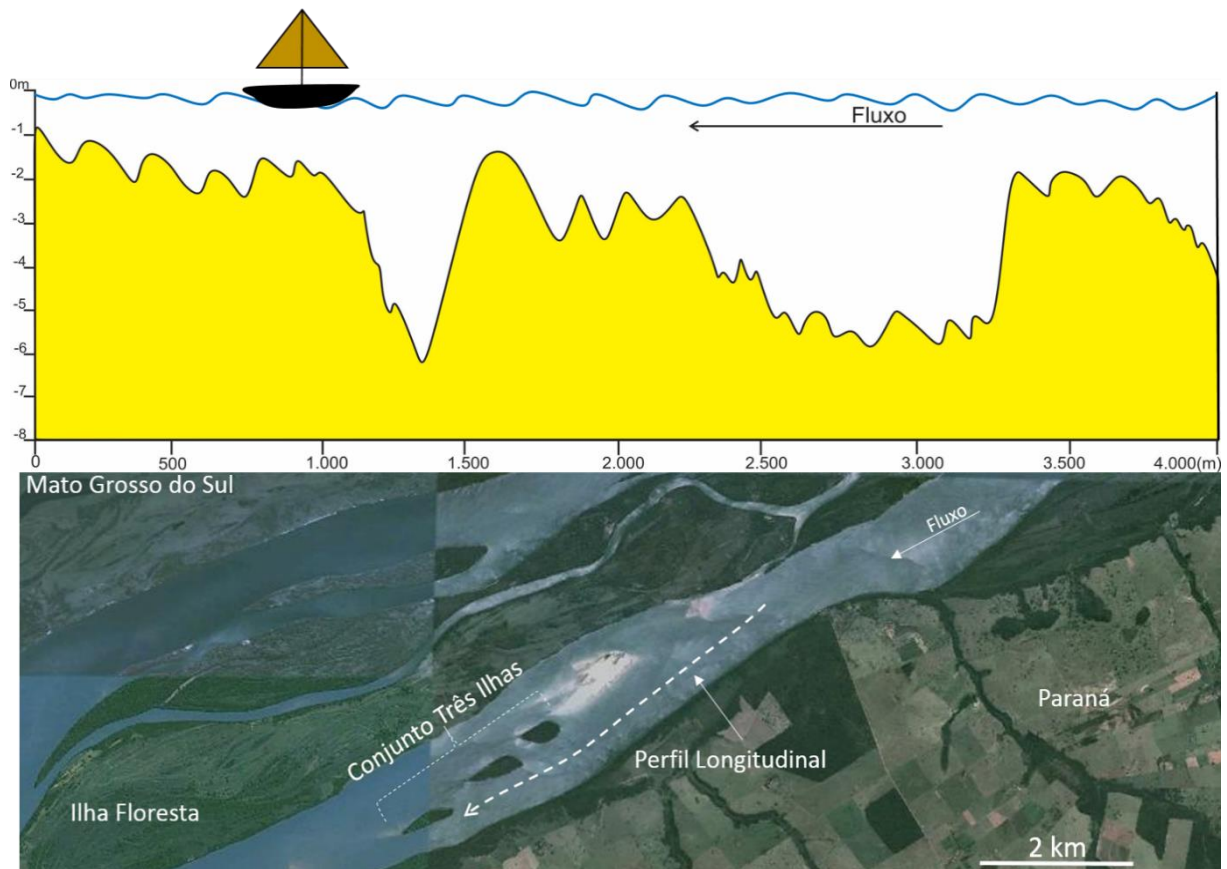 0m
Fluxo
-1
-2
-3
-4
-5
-6
-7
-8
0 500 1.000 1.500 2.000 2.500 3.000 3.500 4.000(m)
Mato Grosso do Sul
Fluxo
Conjunto Três Ilhas
Paraná
Perfil Longitudinal
Ilha Floresta
2 km